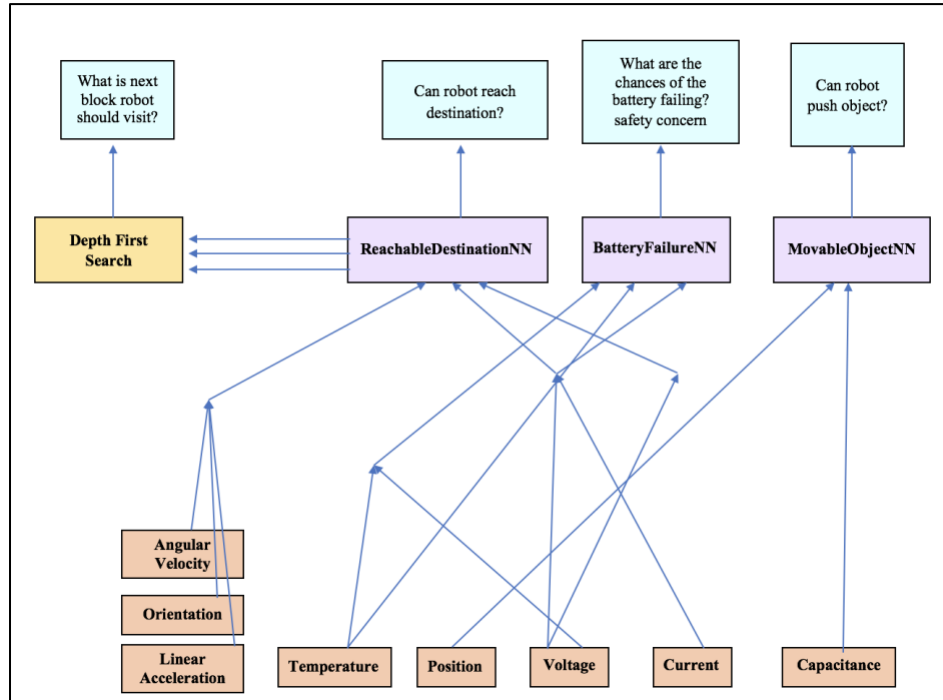 What is next
block robot
should visit?
Can robot reach
destination?
What are the
chances of the
battery failing?
safety concern
Can robot
push object?
Depth First
Search
ReachableDestinationNN
BatteryFailureNN
MovableObjectNN
Angular
Velocity
Orientation
Linear
Acceleration
Temperature
Position
Voltage
Current
Capacitance